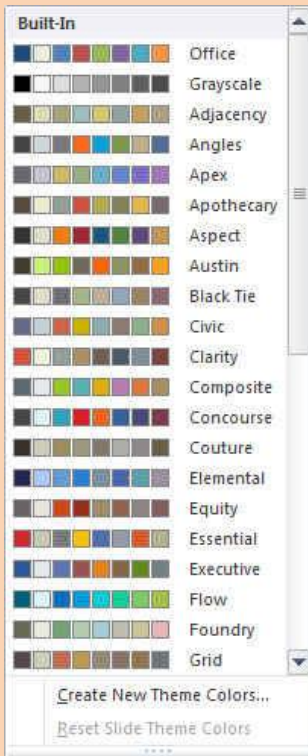 Built-In
Office
Grayscale
Adjacency
Angles
Apex
Apothecary
Aspect
Austin
Black Tie
Civic
Clarity
Composite
Concourse
Couture
Elemental
Equity
Essential
Executive
Flow
Foundry
Grid
Create New Theme Colors...
Reset Slide Theme Colors